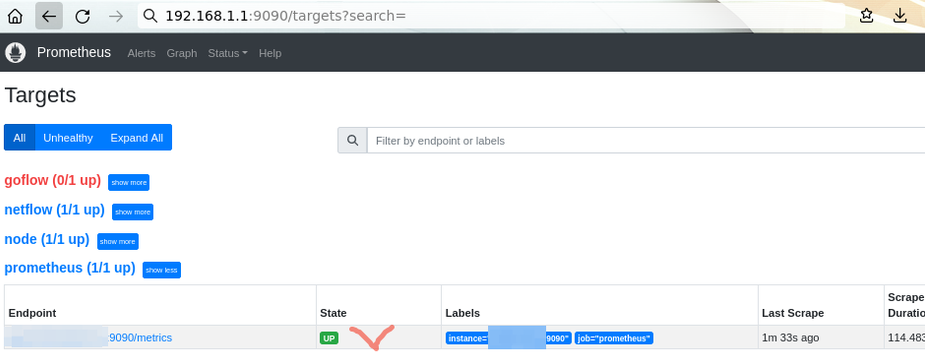 192.168.1.1:9090/targets?search=
Prometheus Alerts Graph Status Help
Targets
All Unhealthy Expand All Filter by endpoint or labels
goflow (0/1 up) show more
netflow (1/1 up) show more
node (1/1 up) show more
prometheus (1/1 up) show less
Endpoint State Labels Last Scrape Scrape Duratio
:9090/metrics UP instance=" 9090" job="prometheus" 1m 33s ago 114.483